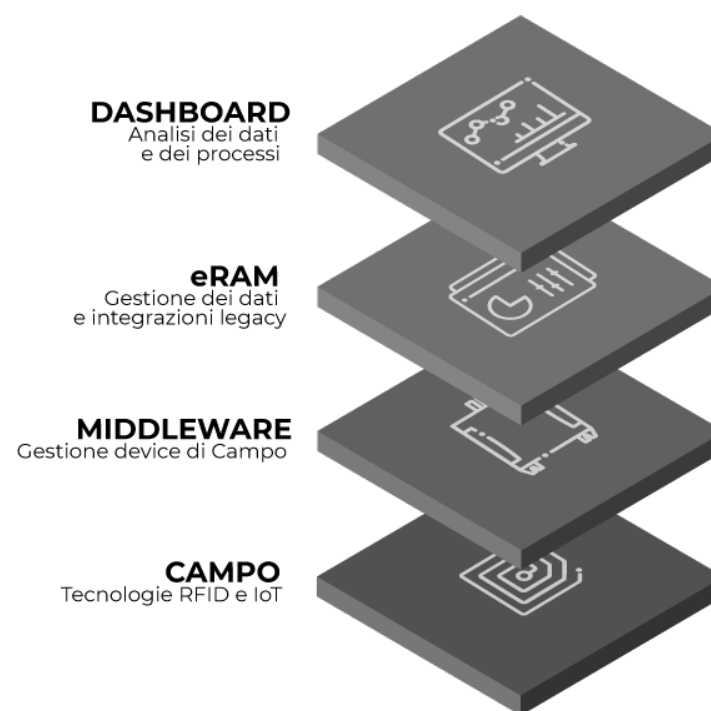 DASHBOARD
Analisi dei dati
e dei processi
eRAM
Gestione dei dati
e integrazioni legacy
MIDDLEWARE
Gestione device di Campo
CAMPO
Tecnologie RFID e IoT